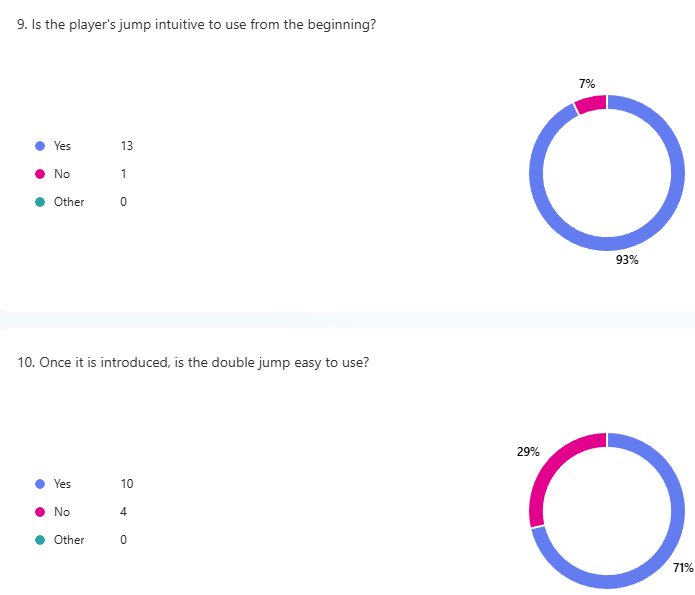 9. Is the player's jump intuitive to use from the beginning?
7%
Yes 13
No 1
Other 0
93%
10. Once it is introduced, is the double jump easy to use?
29%
Yes 10
No 4
Other 0
71%